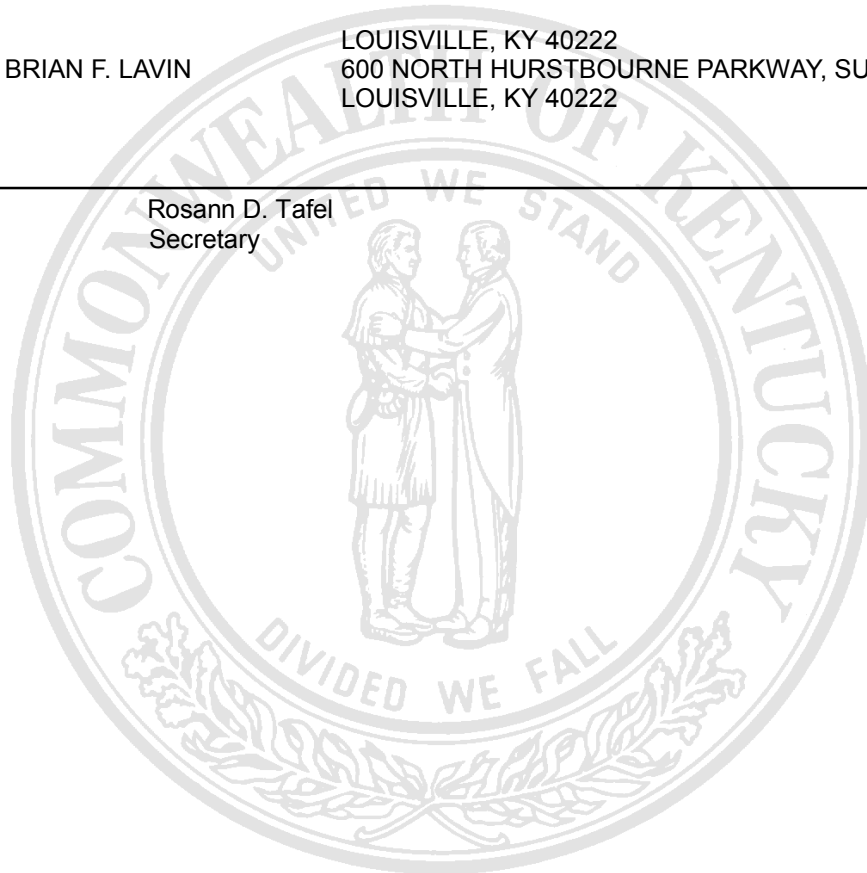 LOUISVILLE, KY 40222
BRIAN F. LAVIN 600 NORTH HURSTBOURNE PARKWAY, SU
LOUISVILLE, KY 40222
Rosann D. Tafel
Secretary
COMMONWEALTH OF KENTUCKY
UNITED WE STAND
DIVIDED WE FALL